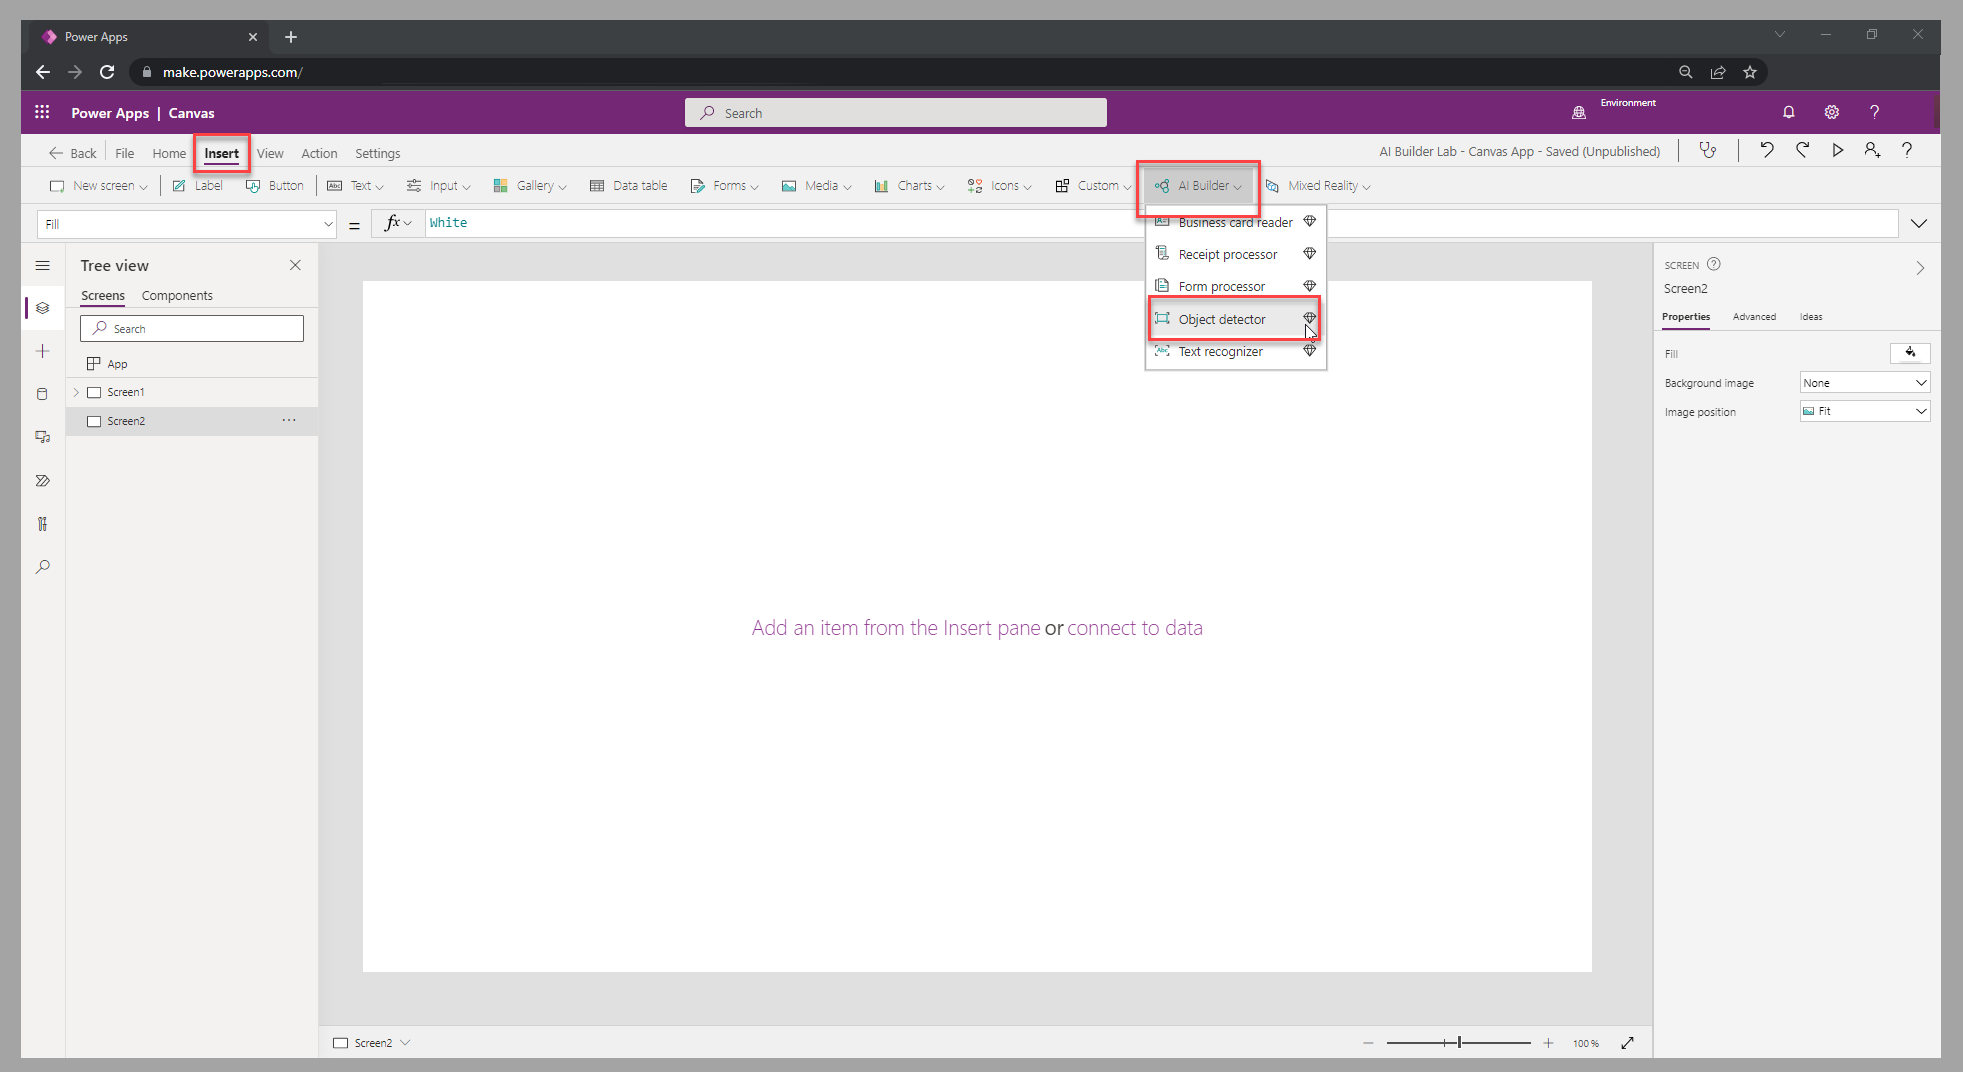 Power Apps
make.powerapps.com/
Power Apps | Canvas
Search
Environment
Back File Home Insert View Action Settings
AI Builder Lab - Canvas App - Saved (Unpublished)
New screen Label Button Text Input Gallery Data table Forms Media Charts Icons Custom AI Builder Mixed Reality
Fill = fx White
Business card reader
Receipt processor
Form processor
Object detector
Text recognizer
Tree view
Screens Components
Search
App
Screen1
Screen2
Add an item from the Insert pane or connect to data
SCREEN
Screen2
Properties Advanced Ideas
Fill
Background image None
Image position Fit
Screen2
100 %